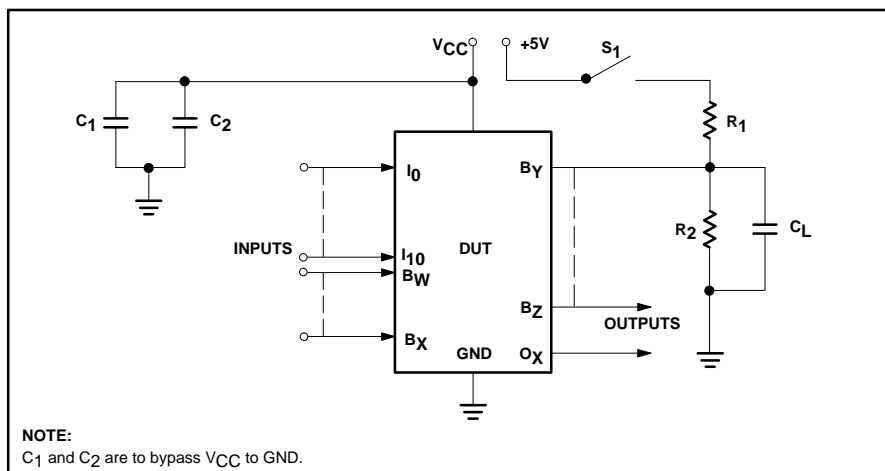 VCC +5V S1
C1 C2 R1
I0 BY
R2 CL
INPUTS I10 DUT
BW
BZ
OUTPUTS
BX GND OX
NOTE:
C1 and C2 are to bypass VCC to GND.